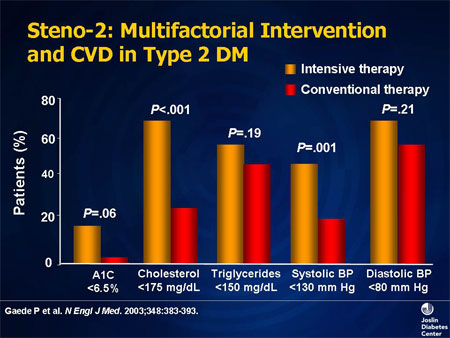 Steno-2: Multifactorial Intervention
and CVD in Type 2 DM
Intensive therapy
Conventional therapy
Patients (%)
80
60
40
20
0
P=.06
P<.001
P=.19
P=.001
P=.21
A1C
<6.5%
Cholesterol
<175 mg/dL
Triglycerides
<150 mg/dL
Systolic BP
<130 mm Hg
Diastolic BP
<80 mm Hg
Gaede P et al. N Engl J Med. 2003;348:383-393.
Joslin
Diabetes
Center